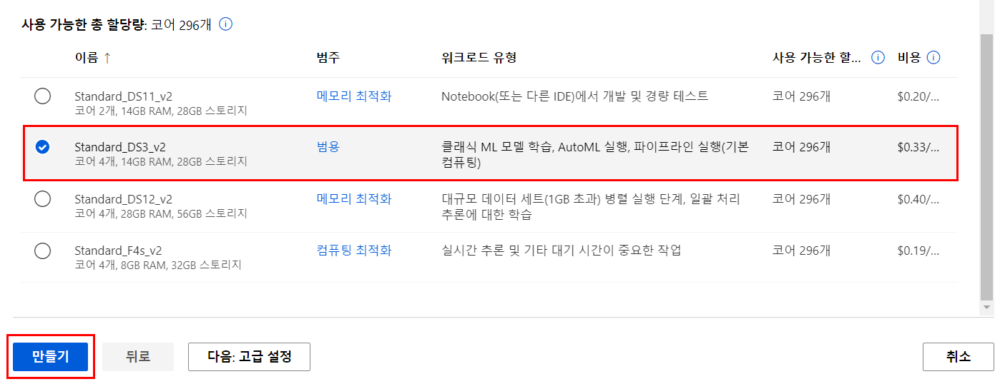 사용 가능한 총 할당량: 코어 296개
이름 ↑ 범주 워크로드 유형 사용 가능한 할... 비용
Standard_DS11_v2 메모리 최적화 Notebook(또는 다른 IDE)에서 개발 및 경량 테스트 코어 296개 $0.20/...
코어 2개, 14GB RAM, 28GB 스토리지
Standard_DS3_v2 범용 클래식 ML 모델 학습, AutoML 실행, 파이프라인 실행(기본 코어 296개 $0.33/...
코어 4개, 14GB RAM, 28GB 스토리지 컴퓨팅)
Standard_DS12_v2 메모리 최적화 대규모 데이터 세트(1GB 초과) 병렬 실행 단계, 일괄 처리 코어 296개 $0.40/...
코어 4개, 28GB RAM, 56GB 스토리지 추론에 대한 학습
Standard_F4s_v2 컴퓨팅 최적화 실시간 추론 및 기타 대기 시간이 중요한 작업 코어 296개 $0.19/...
코어 4개, 8GB RAM, 32GB 스토리지
만들기 뒤로 다음: 고급 설정 취소